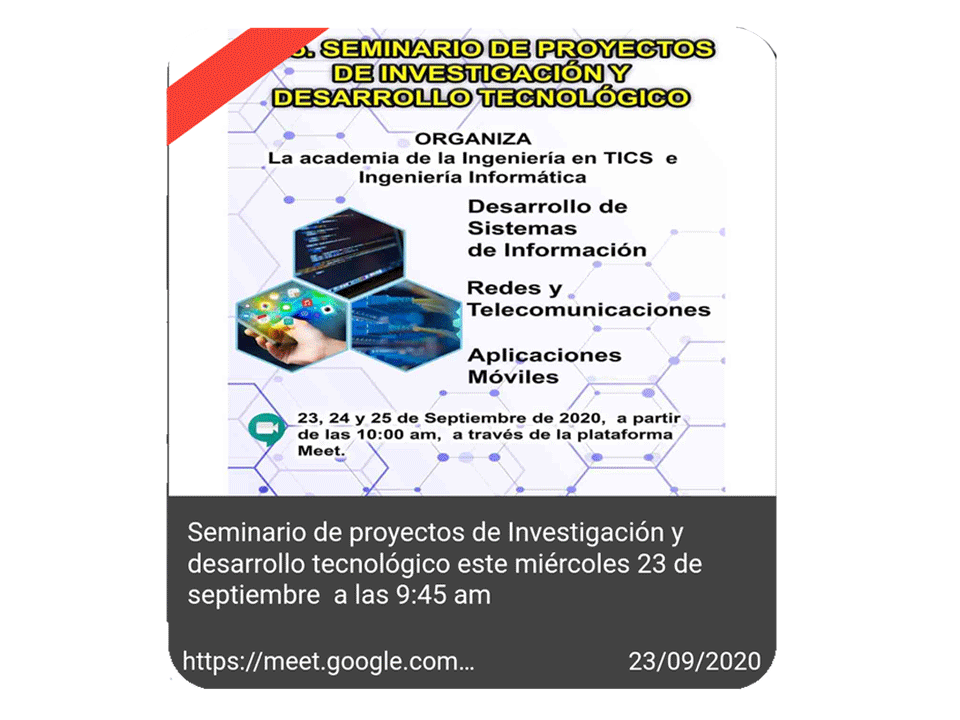 . SEMINARIO DE PROYECTOS
DE INVESTIGACIÓN Y
DESARROLLO TECNOLÓGICO
ORGANIZA
La academia de la Ingeniería en TICS e
Ingeniería Informática
Desarrollo de
Sistemas
de Información
Redes y
Telecomunicaciones
Aplicaciones
Móviles
23, 24 y 25 de Septiembre de 2020, a partir
de las 10:00 am, a través de la plataforma
Meet.
Seminario de proyectos de Investigación y
desarrollo tecnológico este miércoles 23 de
septiembre a las 9:45 am
https://meet.google.com...
23/09/2020